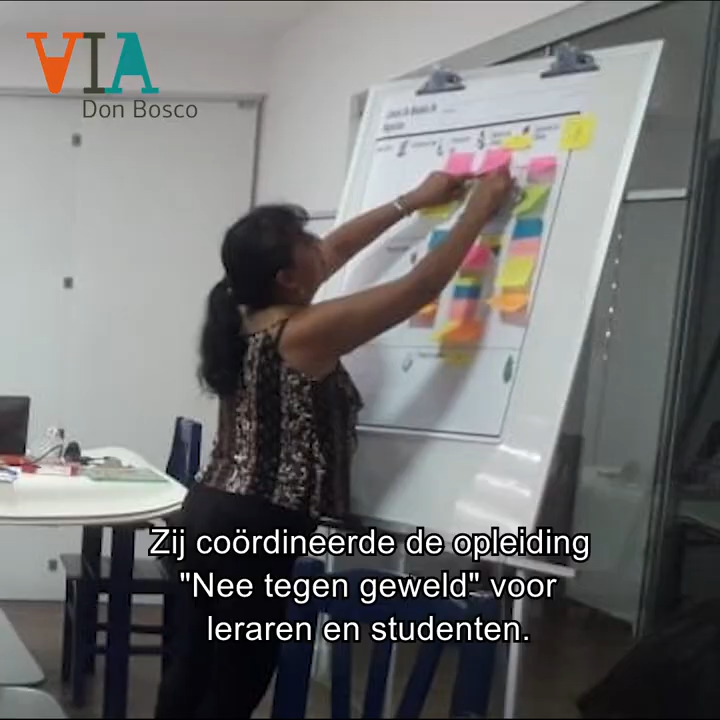 VIA
Don Bosco
Zij coördineerde de opleiding
"Nee tegen geweld" voor
leraren en studenten.